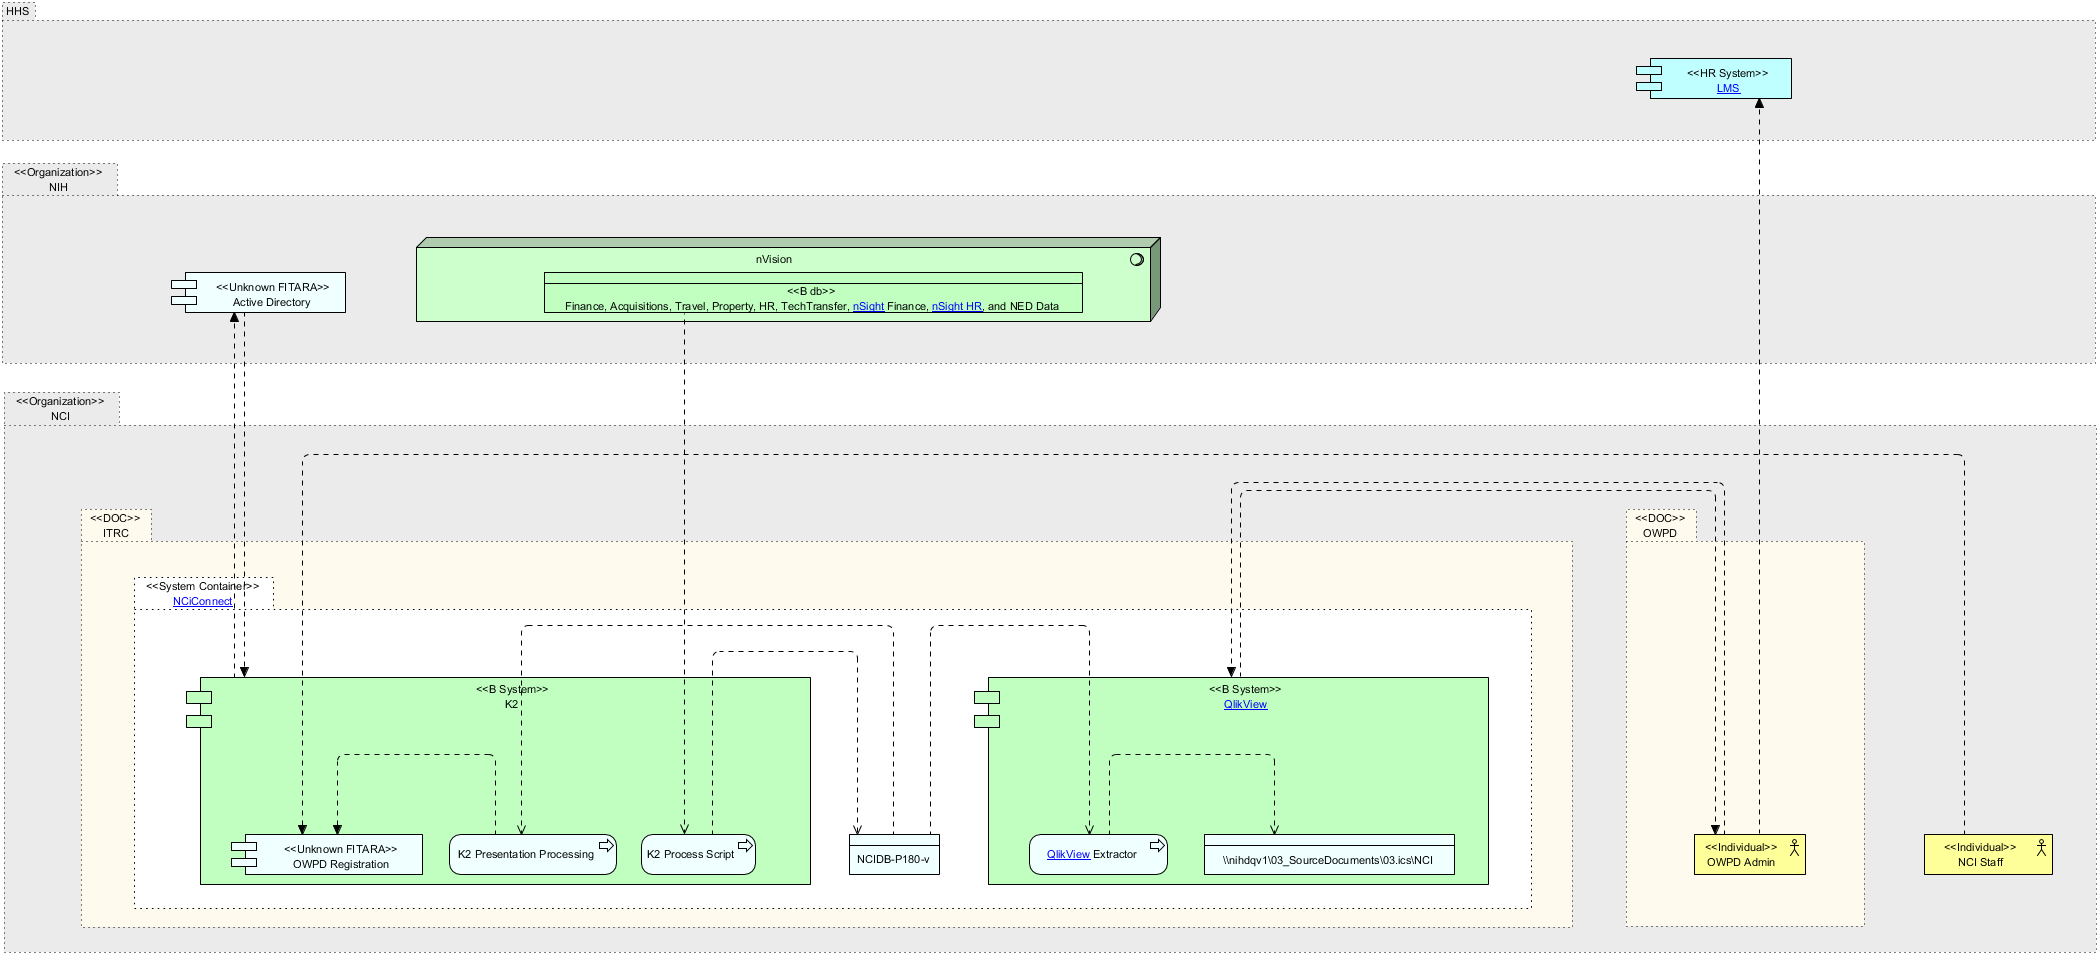 HHS
<<HR System>>
LMS
<<Organization>>
NIH
nVision
<<B db>>
Finance, Acquisitions, Travel, Property, HR, TechTransfer, nSight Finance, nSight HR, and NED Data
<<Unknown FITARA>>
Active Directory
<<Organization>>
NCI
<<DOC>>
ITRC
<<DOC>>
OWPD
<<System Container>>
NCiConnect
<<B System>>
K2
<<B System>>
QlikView
<<Unknown FITARA>>
OWPD Registration
K2 Presentation Processing
K2 Process Script
NCIDB-P180-v
QlikView Extractor
\\nihdqv1\03_SourceDocuments\03.ics\NCI
<<Individual>>
OWPD Admin
<<Individual>>
NCI Staff